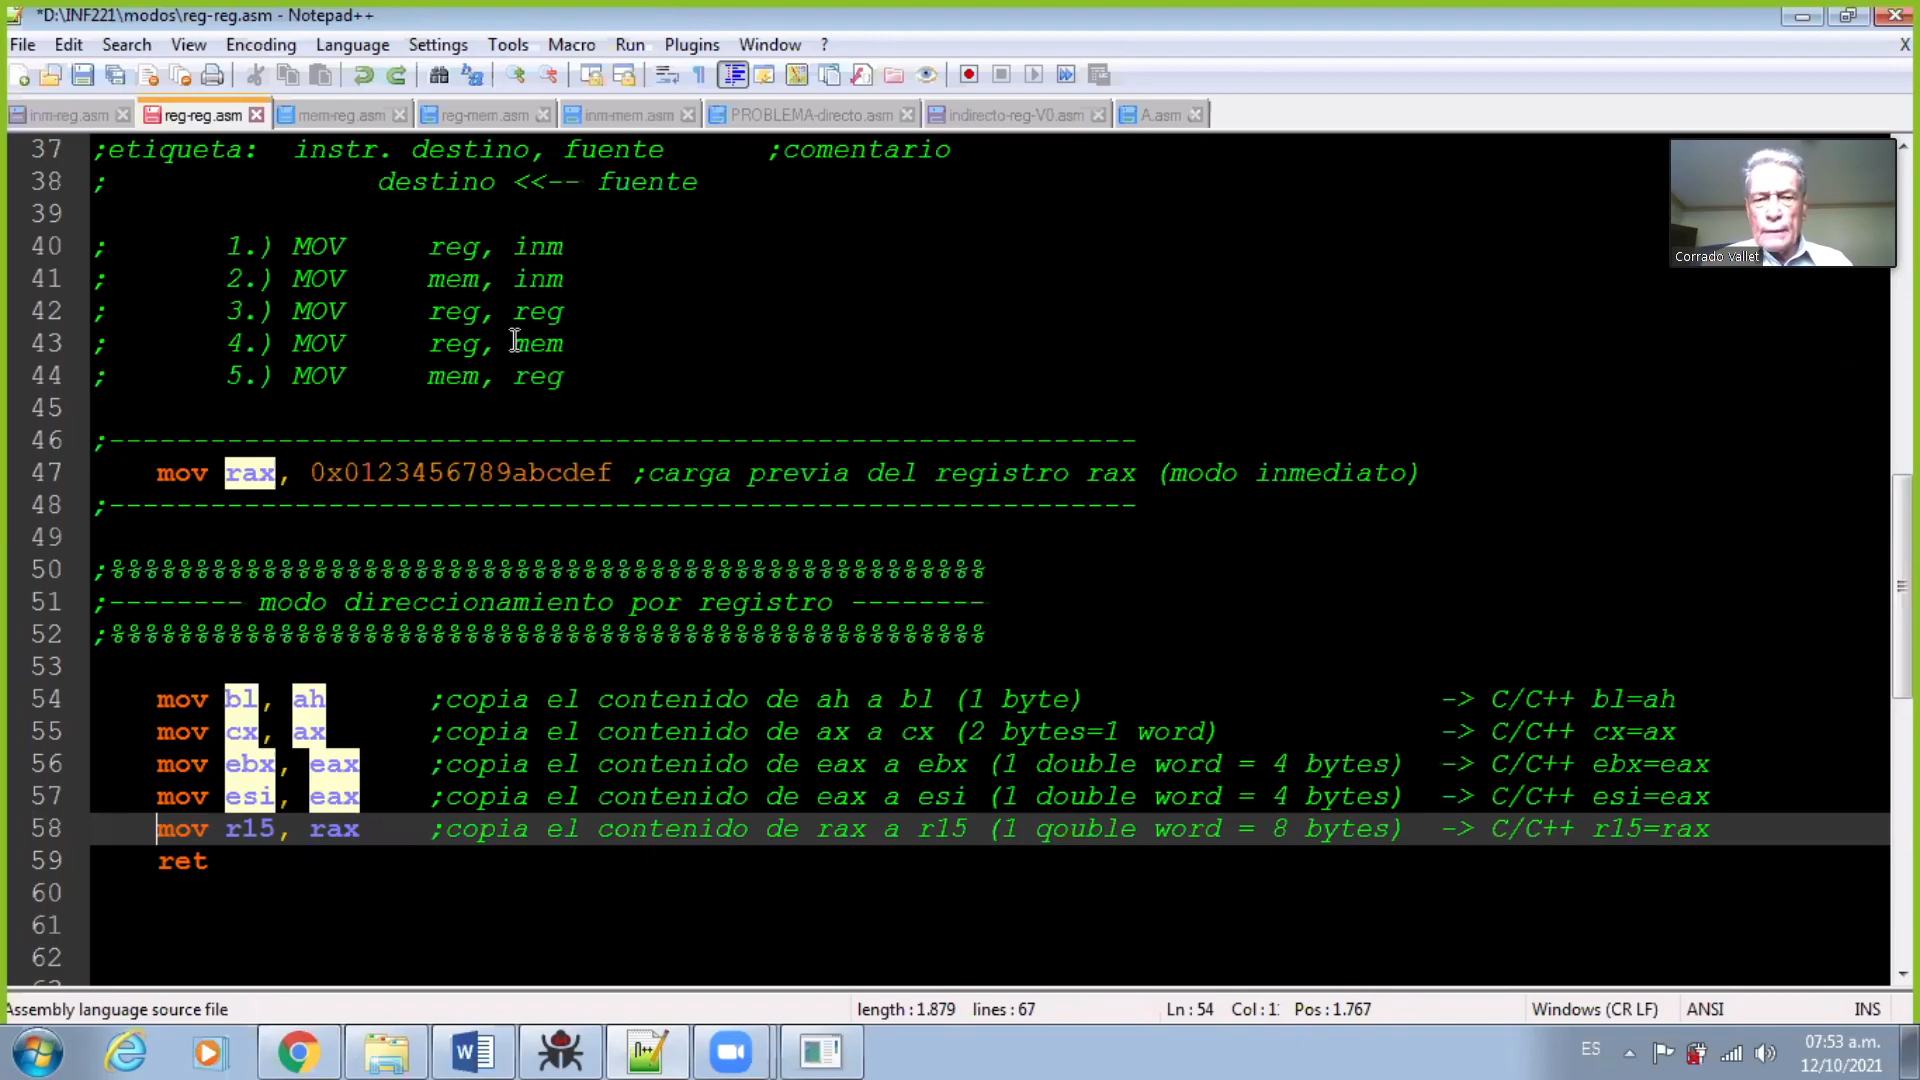 *D:\INF221\modos\reg-reg.asm - Notepad++
File Edit Search View Encoding Language Settings Tools Macro Run Plugins Window ? X
inm-reg.asm reg-reg.asm mem-reg.asm reg-mem.asm inm-mem.asm PROBLEMA-directo.asm indirecto-reg-V0.asm A.asm
37 ;etiqueta: instr. destino, fuente ;comentario
38 ; destino <<-- fuente
39
40 ; 1.) MOV reg, inm
41 ; 2.) MOV mem, inm
42 ; 3.) MOV reg, reg
43 ; 4.) MOV reg, mem
44 ; 5.) MOV mem, reg
45
46 ;-------------------------------------------------------------
47 mov rax, 0x0123456789abcdef ;carga previa del registro rax (modo inmediato)
48 ;-------------------------------------------------------------
49
50 ;%%%%%%%%%%%%%%%%%%%%%%%%%%%%%%%%%%%%%%%%%%%%%%%%%%%%
51 ;-------- modo direccionamiento por registro --------
52 ;%%%%%%%%%%%%%%%%%%%%%%%%%%%%%%%%%%%%%%%%%%%%%%%%%%%%
53
54 mov bl, ah ;copia el contenido de ah a bl (1 byte) -> C/C++ bl=ah
55 mov cx, ax ;copia el contenido de ax a cx (2 bytes=1 word) -> C/C++ cx=ax
56 mov ebx, eax ;copia el contenido de eax a ebx (1 double word = 4 bytes) -> C/C++ ebx=eax
57 mov esi, eax ;copia el contenido de eax a esi (1 double word = 4 bytes) -> C/C++ esi=eax
58 mov r15, rax ;copia el contenido de rax a r15 (1 qouble word = 8 bytes) -> C/C++ r15=rax
59 ret
60
61
62
Corrado Vallet
Assembly language source file length : 1.879 lines : 67 Ln : 54 Col : 1 Pos : 1.767 Windows (CR LF) ANSI INS
ES 07:53 a.m.
12/10/2021